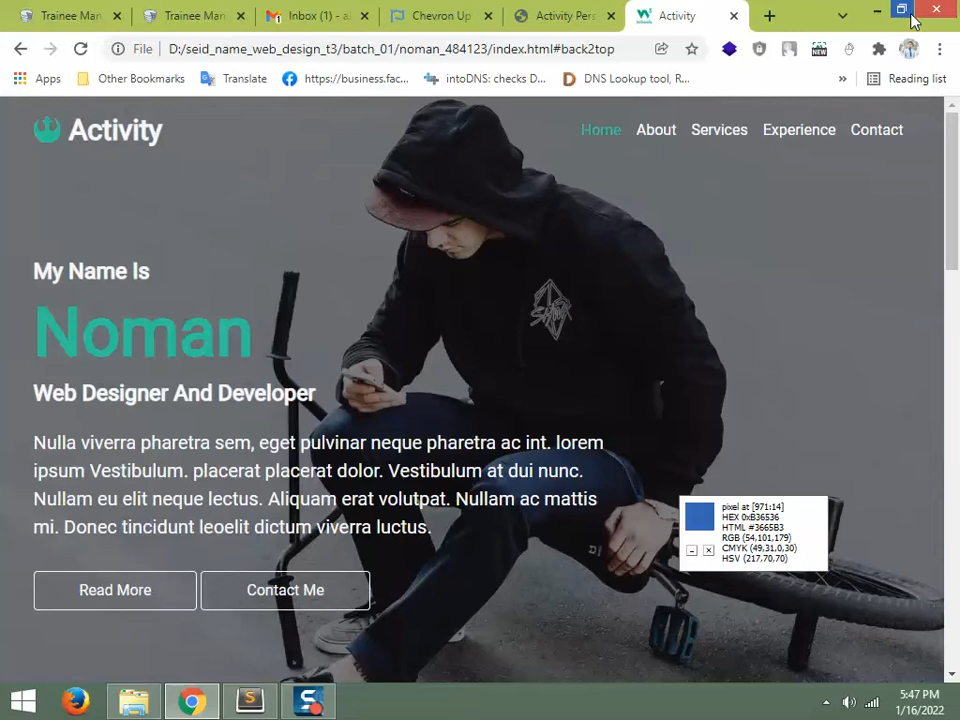 Trainee Man
Trainee Man
Inbox (1) - a
Chevron Up
Activity Pers
Activity
File
D:/seid_name_web_design_t3/batch_01/noman_484123/index.html#back2top
NEW
Apps
Other Bookmarks
Translate
https://business.fac...
intoDNS: checks D...
DNS Lookup tool, R...
»
Reading list
Activity
Home
About
Services
Experience
Contact
My Name Is
Noman
Web Designer And Developer
Nulla viverra pharetra sem, eget pulvinar neque pharetra ac int. lorem
ipsum Vestibulum. placerat placerat dolor. Vestibulum at dui nunc.
Nullam eu elit neque lectus. Aliquam erat volutpat. Nullam ac mattis
mi. Donec tincidunt leoelit dictum viverra luctus.
Read More
Contact Me
pixel at [971:14]
HEX 0xB36536
HTML #3665B3
RGB (54,101,179)
CMYK (49,31,0,30)
HSV (217,70,70)
5:47 PM
1/16/2022